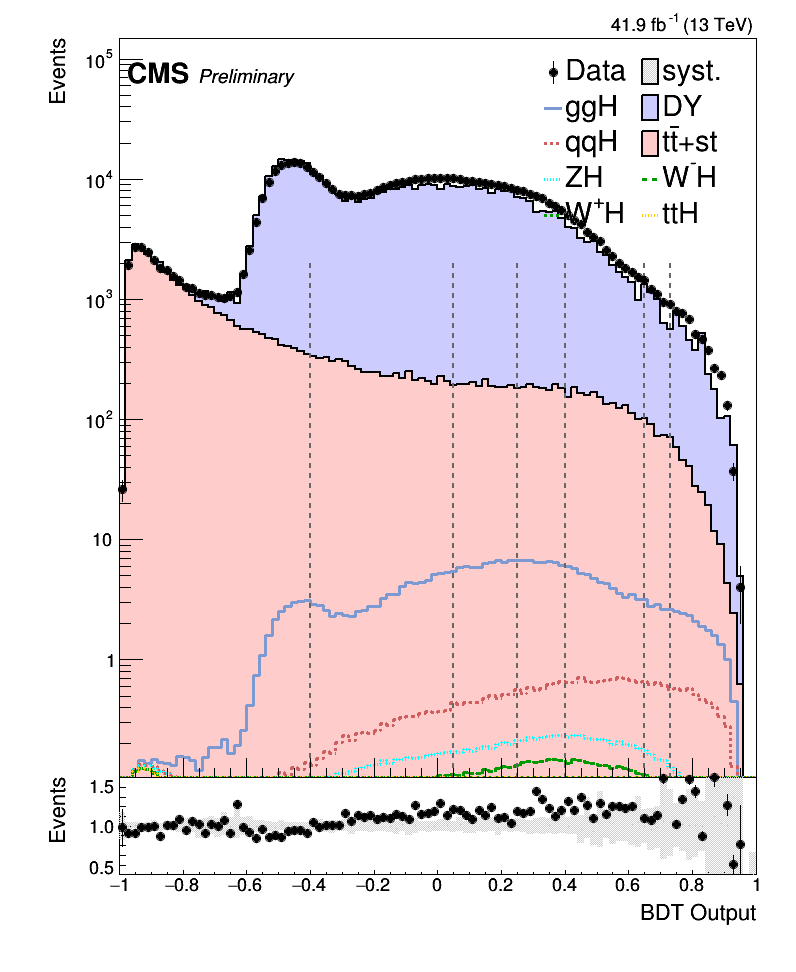 41.9 fb⁻¹ (13 TeV)
Events
CMS Preliminary
Data syst.
ggH DY
qqH tt̄+st
ZH W⁻H
W⁺H ttH
10⁵
10⁴
10³
10²
10
1
Events
1.5
1.0
0.5
−1 −0.8 −0.6 −0.4 −0.2 0 0.2 0.4 0.6 0.8 1
BDT Output